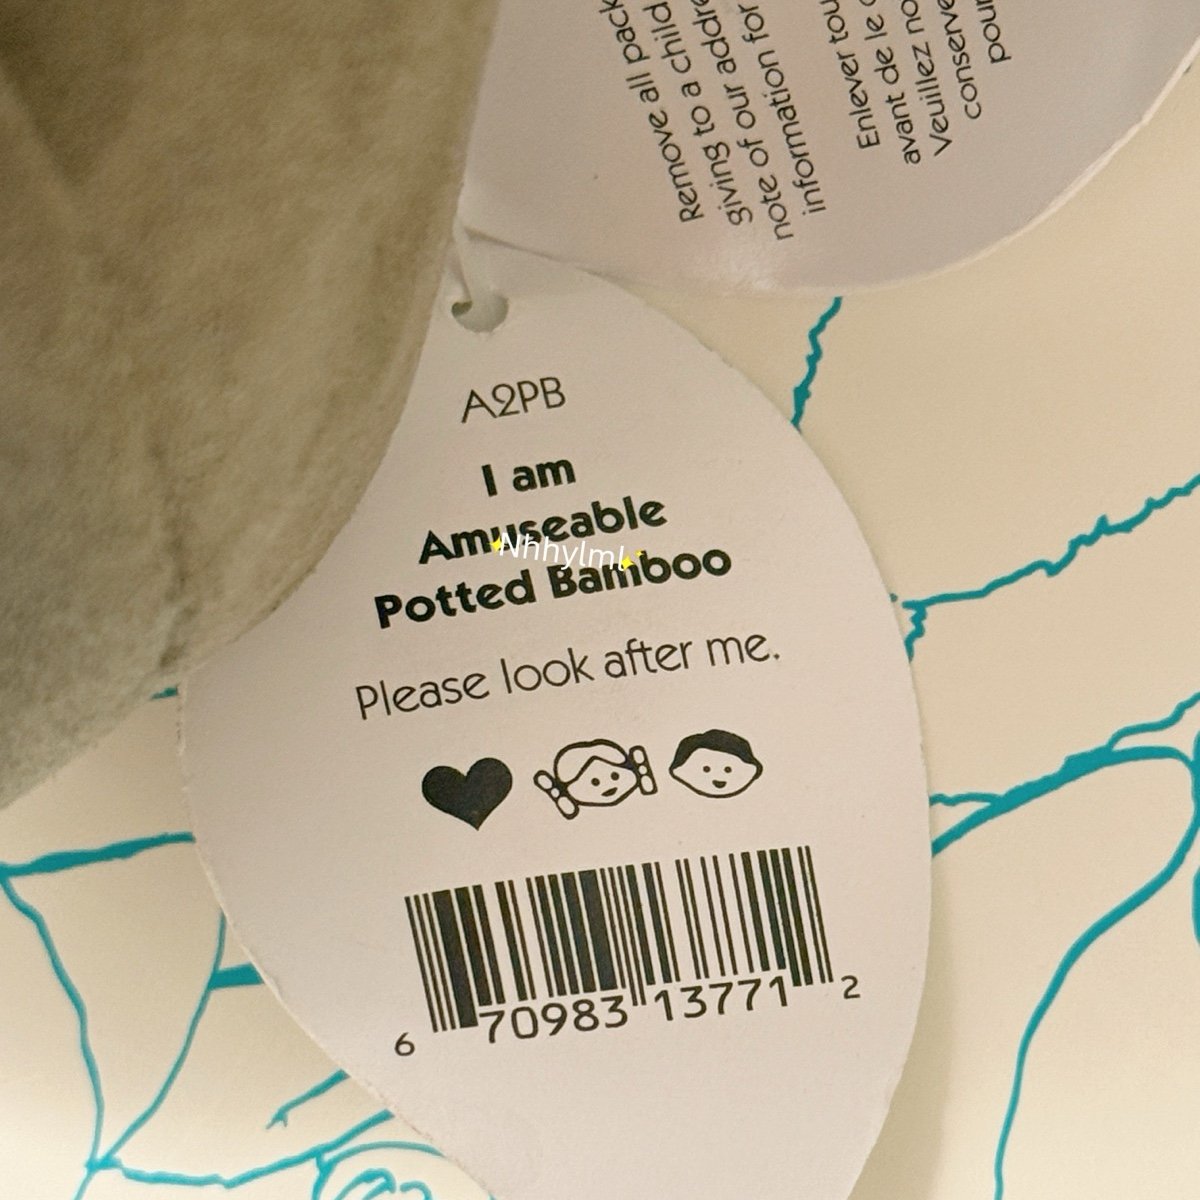 Remove all pack
giving to a child
note of our addre
information for
Enlever tou
avant de le
Veuillez no
conserve
pour
A2PB
I am
Amuseable
Potted Bamboo
Nhhylml
Please look after me.
6 70983 13771 2